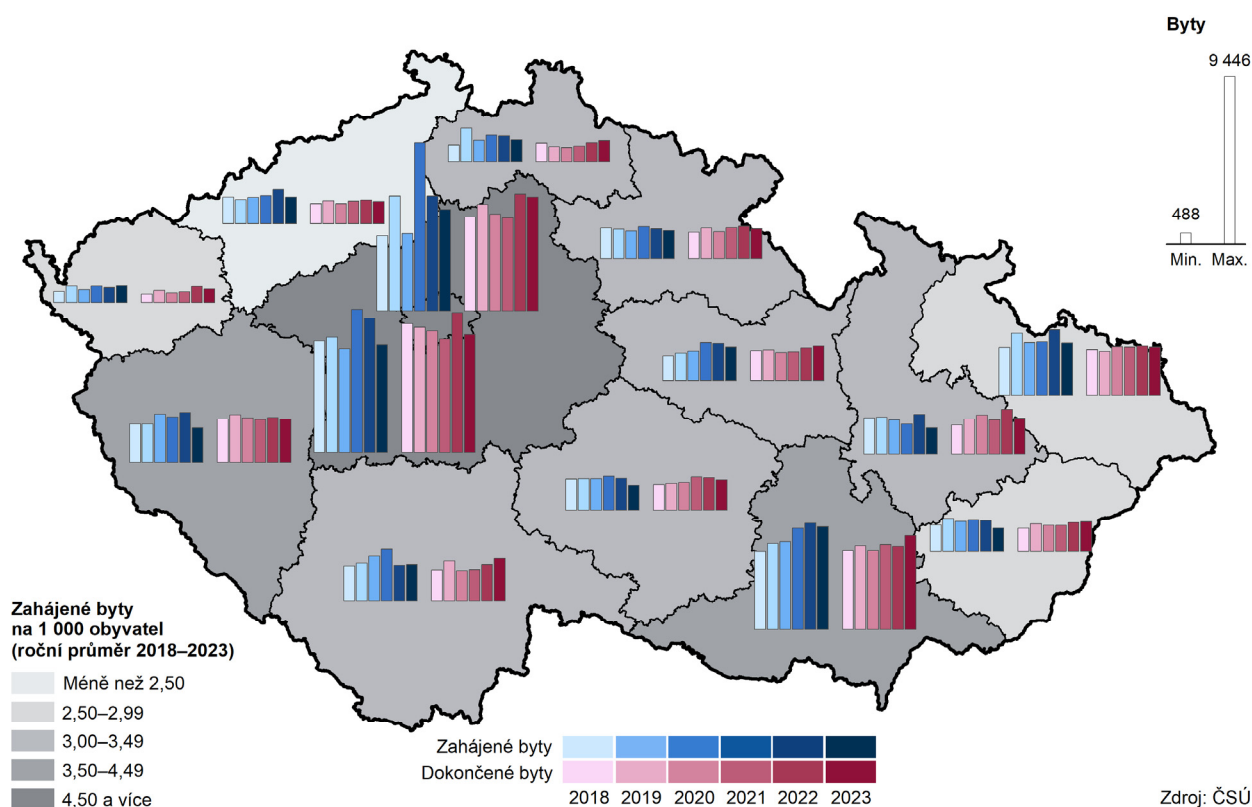 Byty
9 446
488
Min. Max.
Zahájené byty
na 1 000 obyvatel
(roční průměr 2018–2023)
Méně než 2,50
2,50–2,99
3,00–3,49
3,50–4,49
4,50 a více
Zahájené byty
Dokončené byty
2018 2019 2020 2021 2022 2023
Zdroj: ČSÚ